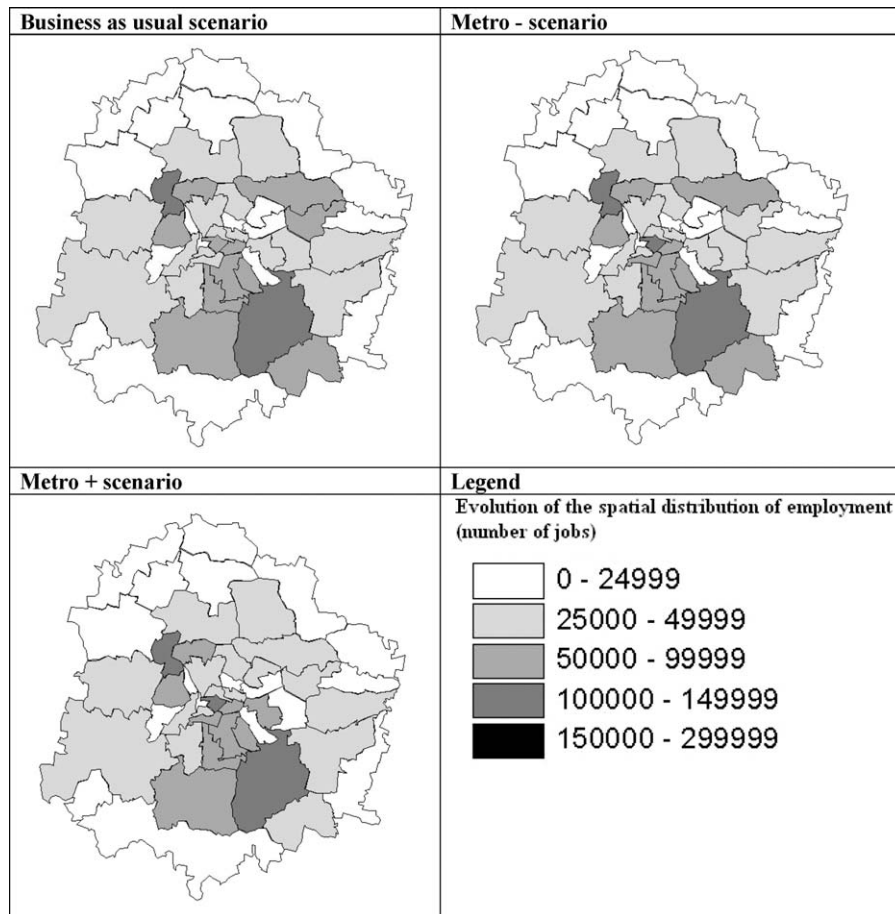 Business as usual scenario
Metro - scenario
Metro + scenario
Legend
Evolution of the spatial distribution of employment
(number of jobs)
0 - 24999
25000 - 49999
50000 - 99999
100000 - 149999
150000 - 299999